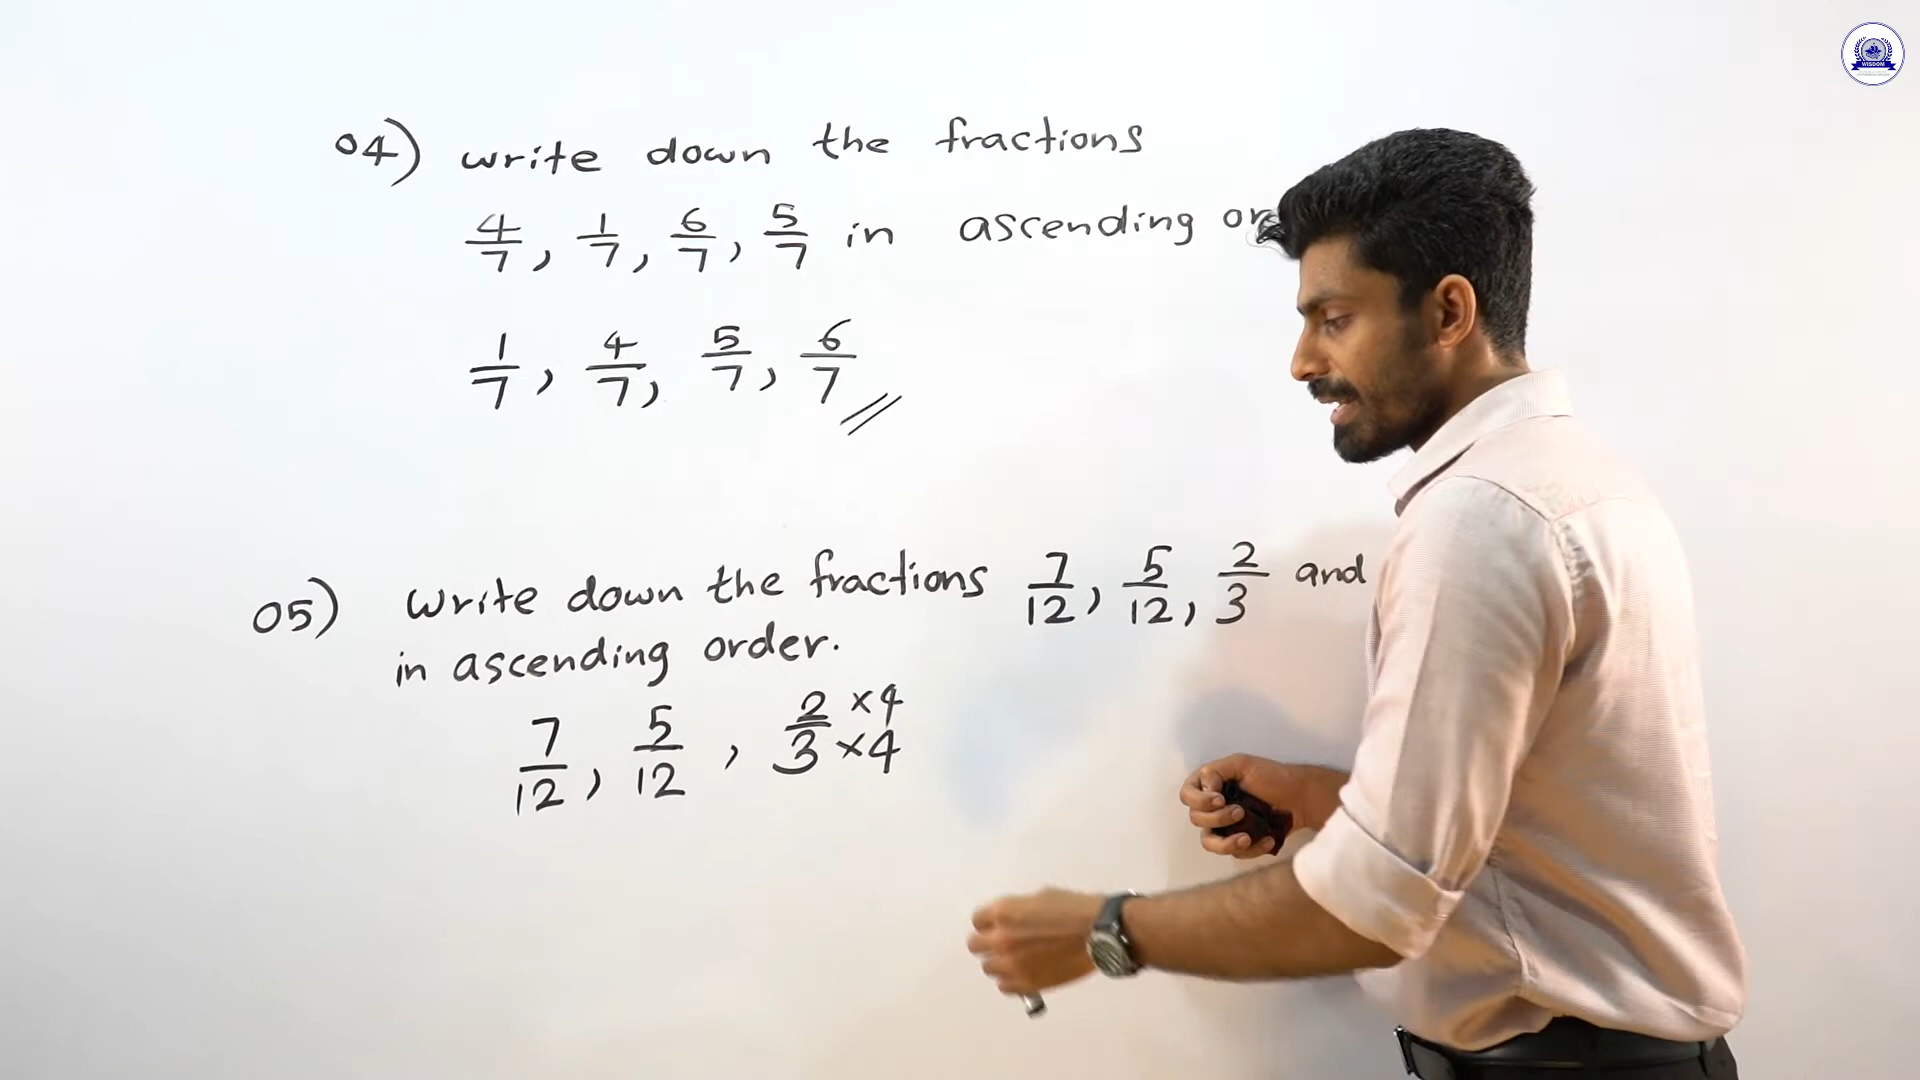 WISDOM
04) write down the fractions
4/7, 1/7, 6/7, 5/7 in ascending
1/7, 4/7, 5/7, 6/7
05) Write down the fractions 7/12, 5/12, 2/3 and
in ascending order.
7/12, 5/12, 2×4/3×4